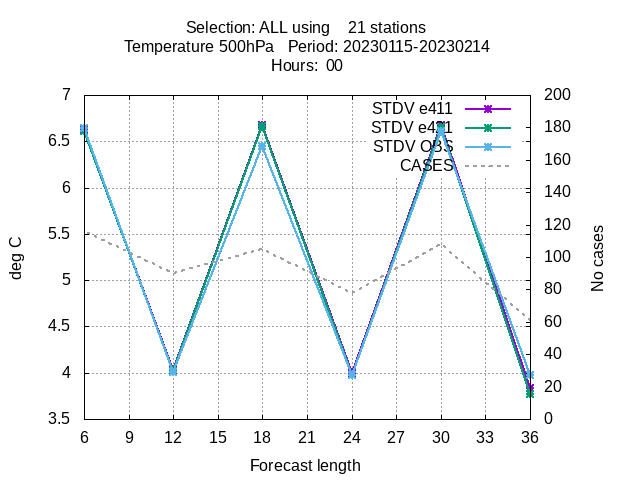 Selection: ALL using 21 stations
Temperature 500hPa Period: 20230115-20230214
Hours: 00
7 200
STDV e411
180
STDV e421
6.5
STDV OBS
160
CASES
6 140
5.5 120
deg C
No cases
100
5
80
4.5 60
40
4
20
3.5 0
6 9 12 15 18 21 24 27 30 33 36
Forecast length